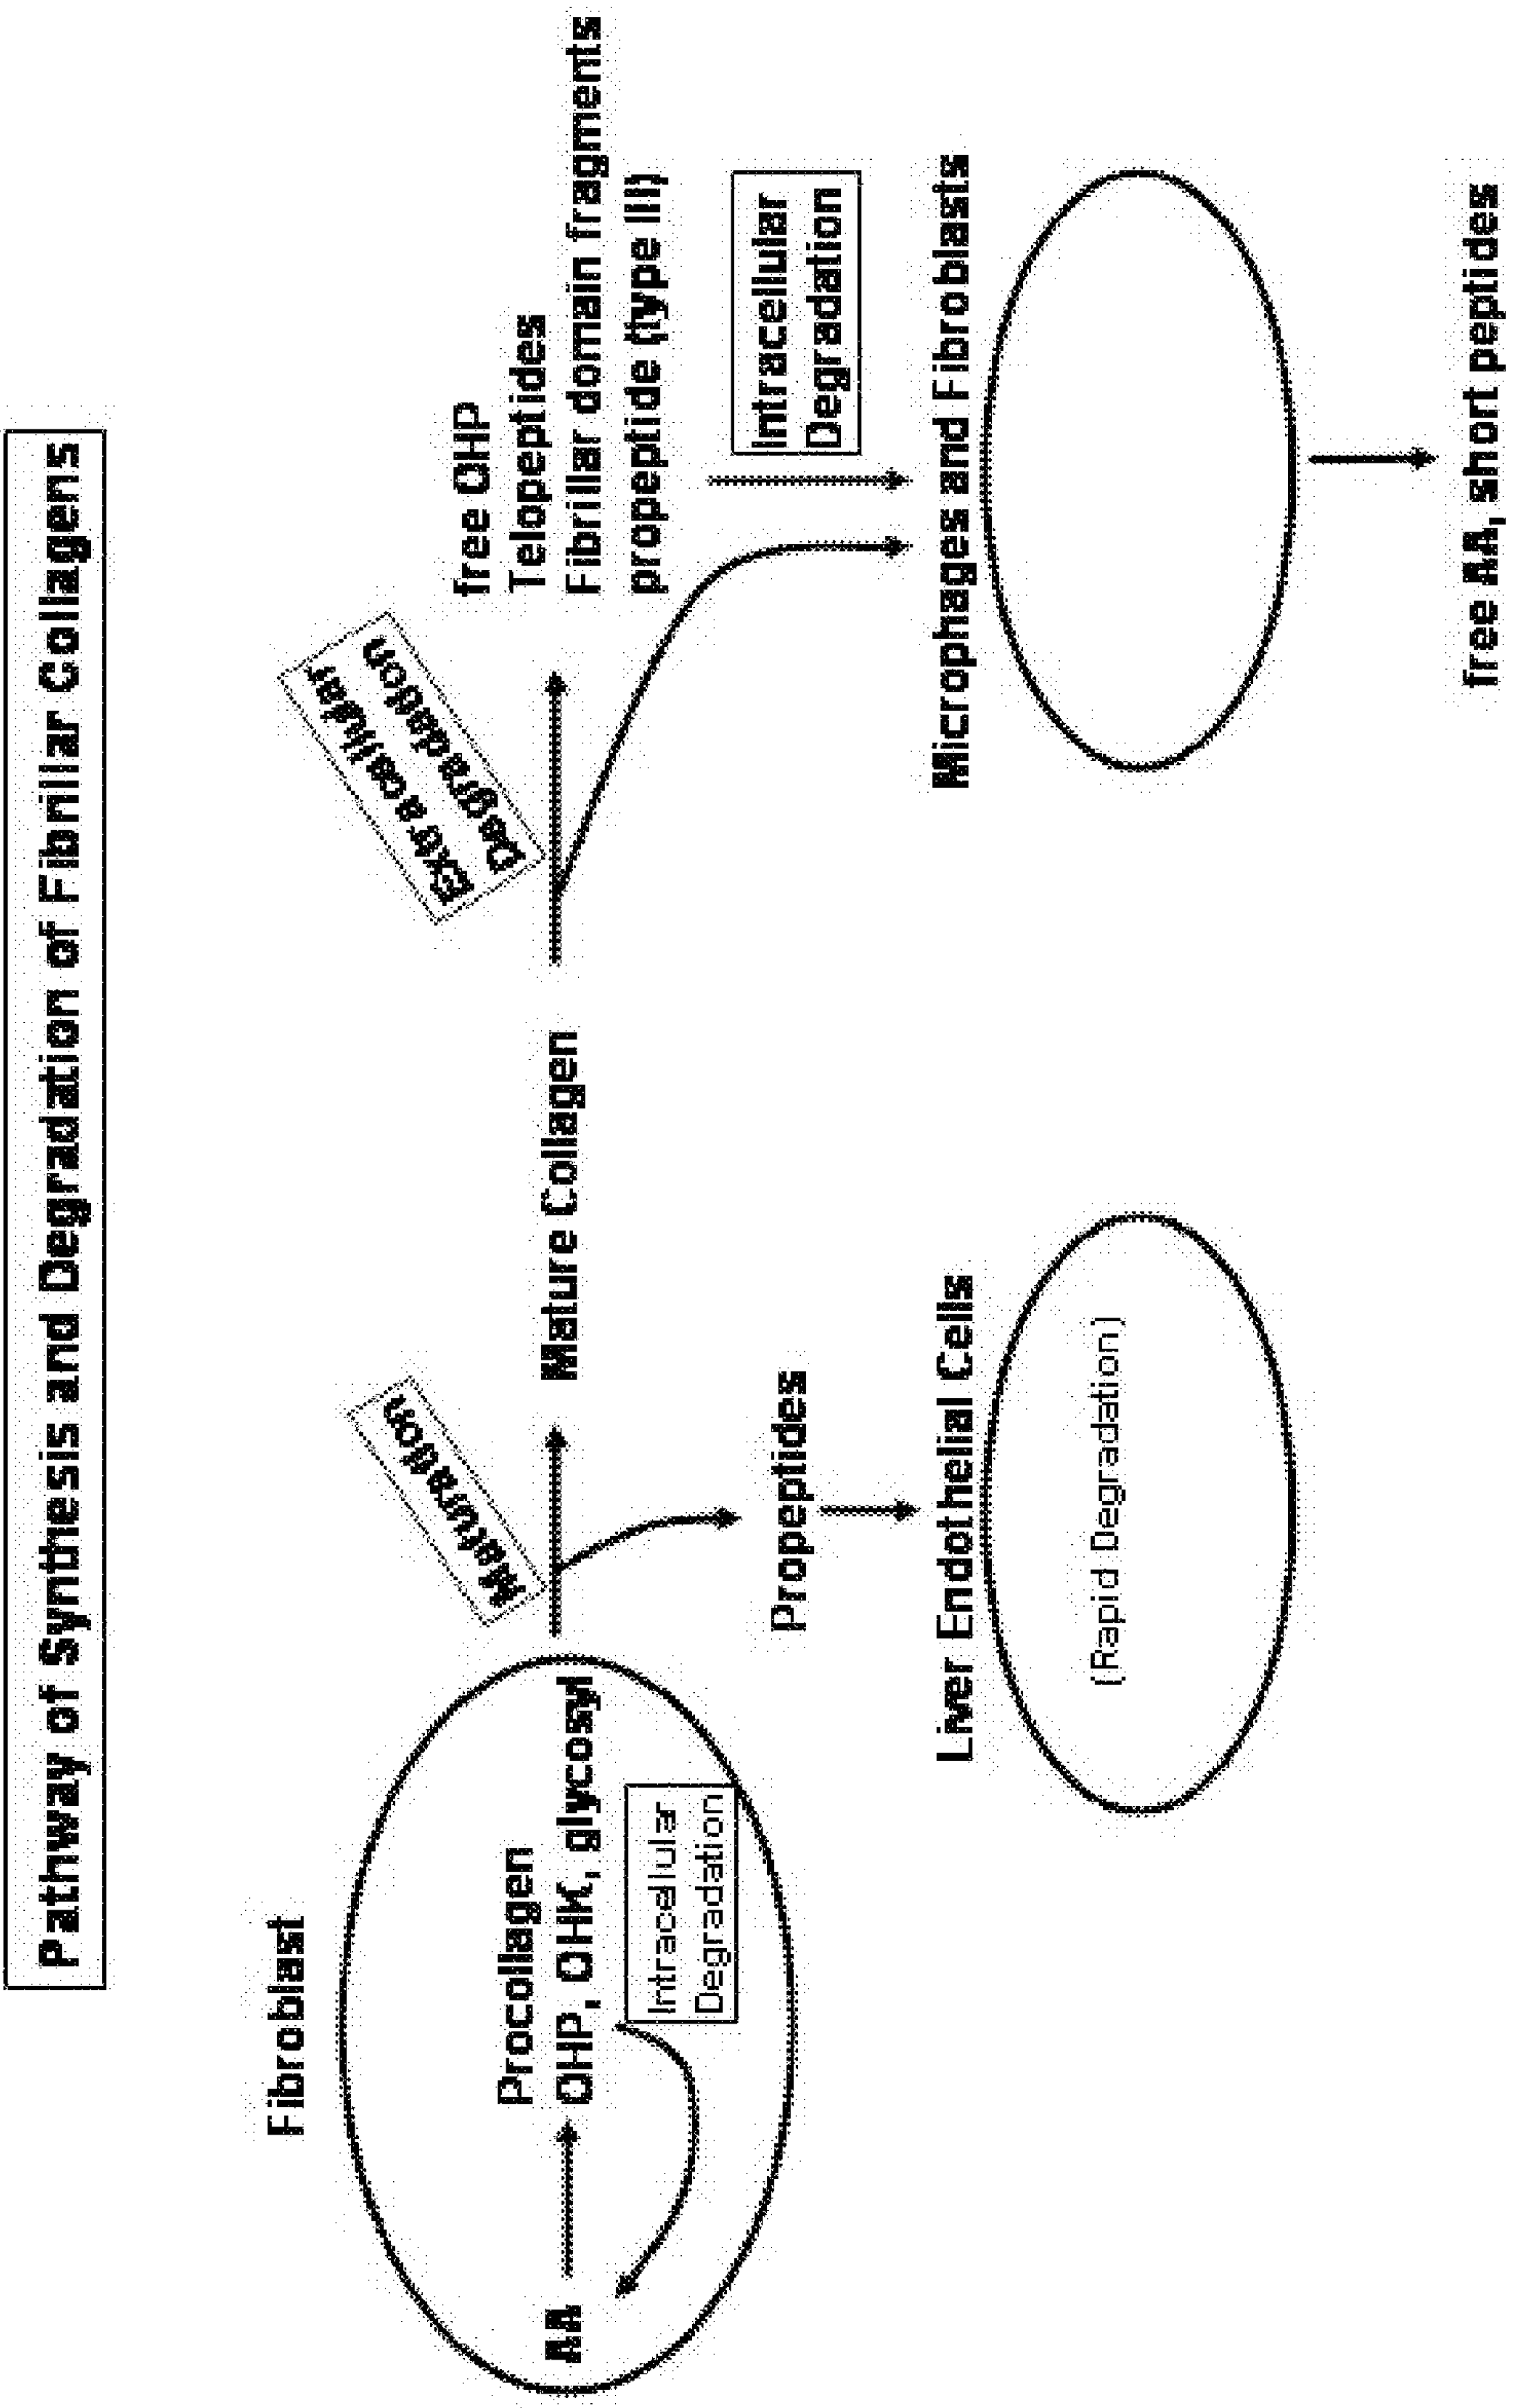 Pathway of Synthesis and Degradation of Fibrillar Collagens
Fibroblast
AA
Procollagen
OHP, OHK, glycosyl
Intracellular
Degradation
Maturation
Propeptides
Liver Endothelial Cells
(Rapid Degradation)
Mature Collagen
Extracellular
Degradation
free OHP
Telopeptides
Fibrillar domain fragments
propeptide (type III)
Intracellular
Degradation
Microphages and Fibroblasts
free AA, short peptides